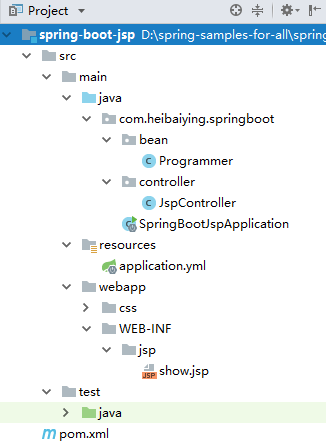 Project
spring-boot-jsp D:\spring-samples-for-all\spring
src
main
java
com.heibaiying.springboot
bean
Programmer
controller
JspController
SpringBootJspApplication
resources
application.yml
webapp
css
WEB-INF
jsp
show.jsp
test
java
pom.xml